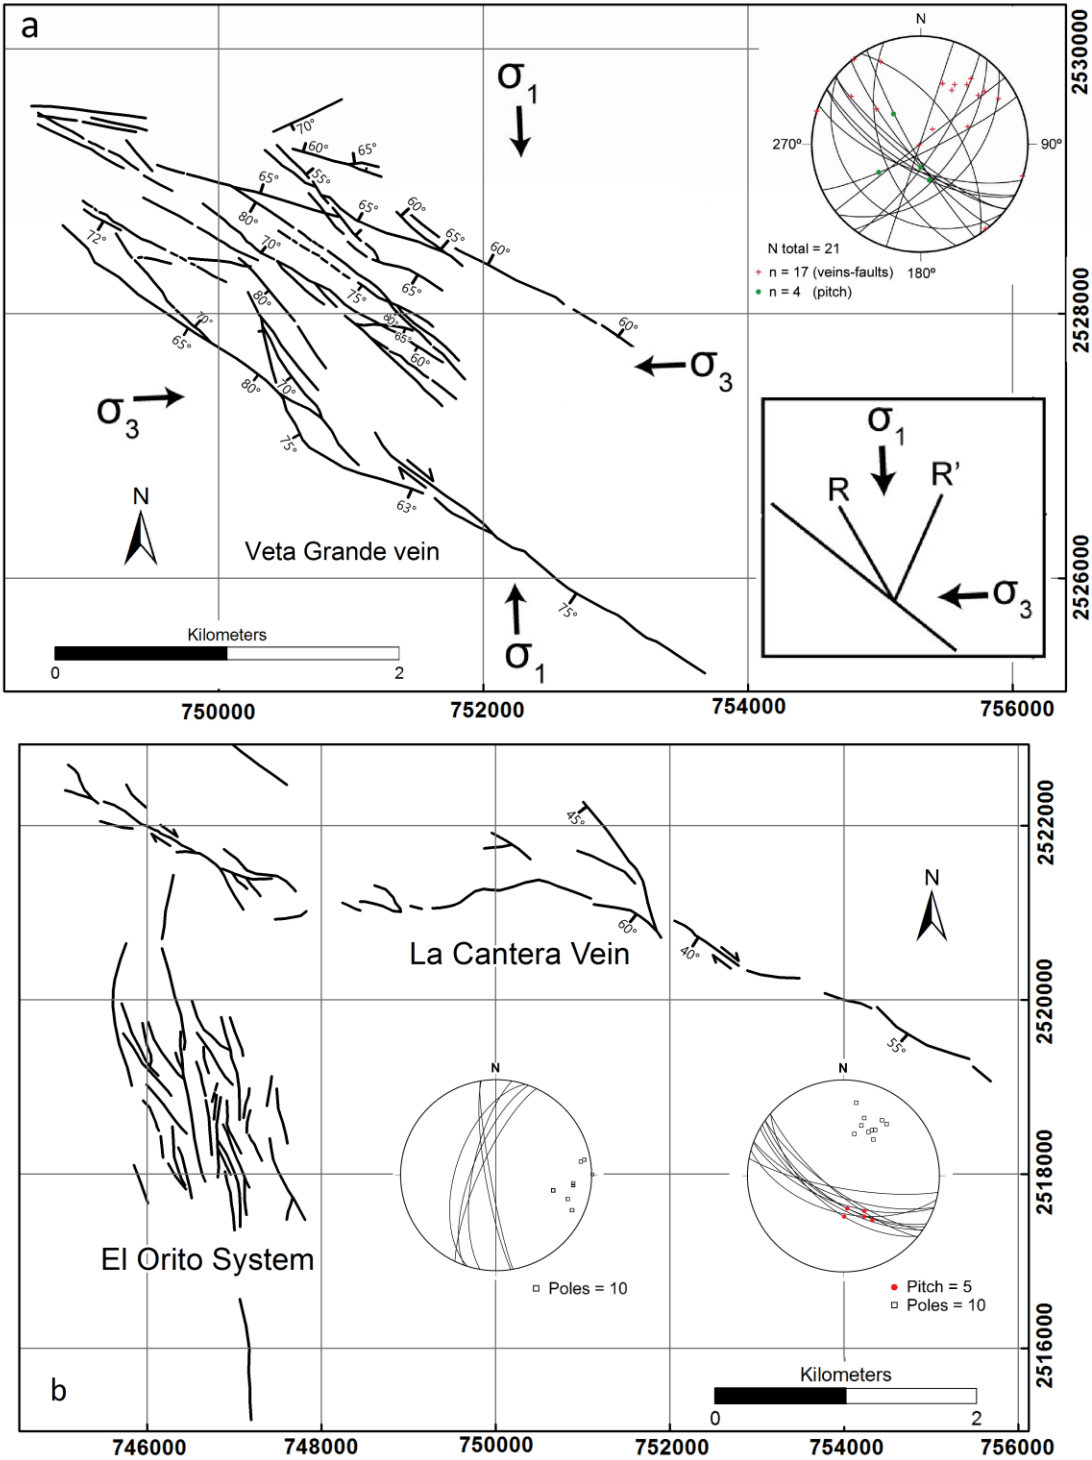 a
σ1
N
270º
90º
180º
N total = 21
+ n = 17 (veins-faults)
• n = 4 (pitch)
2530000
70°
60°
65°
55°
65°
65°
60°
80°
65°
60°
72°
70°
65°
80°
75°
80°
65°
60°
60°
70°
65°
2528000
σ3
σ3
80°
70°
75°
63°
N
Veta Grande vein
75°
σ1
σ1
R
R'
σ3
2526000
Kilometers
0 2
750000 752000 754000 756000
45°
60°
40°
55°
N
La Cantera Vein
2522000
2520000
2518000
2516000
El Orito System
N
□ Poles = 10
N
• Pitch = 5
□ Poles = 10
b
Kilometers
0 2
746000 748000 750000 752000 754000 756000